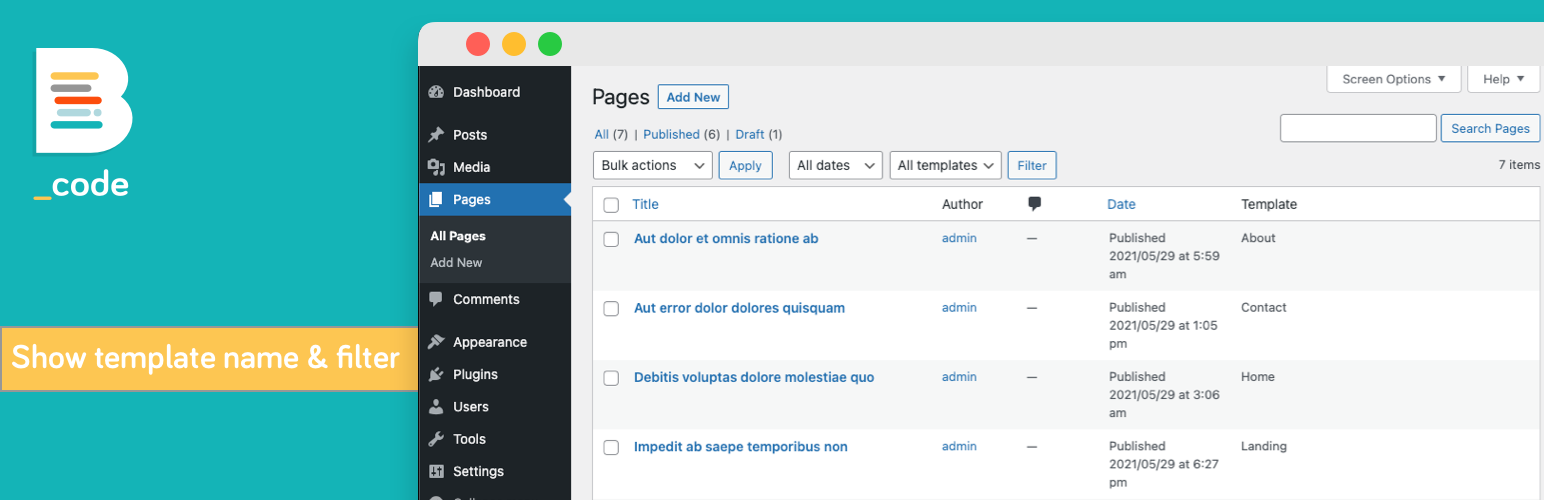 B
_code
Show template name & filter
Dashboard
Posts
Media
Pages
All Pages
Add New
Comments
Appearance
Plugins
Users
Tools
Settings
Screen Options
Help
Pages Add New
All (7) | Published (6) | Draft (1)
Search Pages
Bulk actions Apply All dates All templates Filter
7 items
Title Author Date Template
Aut dolor et omnis ratione ab admin — Published About
2021/05/29 at 5:59
am
Aut error dolor dolores quisquam admin — Published Contact
2021/05/29 at 1:05
pm
Debitis voluptas dolore molestiae quo admin — Published Home
2021/05/29 at 3:06
am
Impedit ab saepe temporibus non admin — Published Landing
2021/05/29 at 6:27
pm